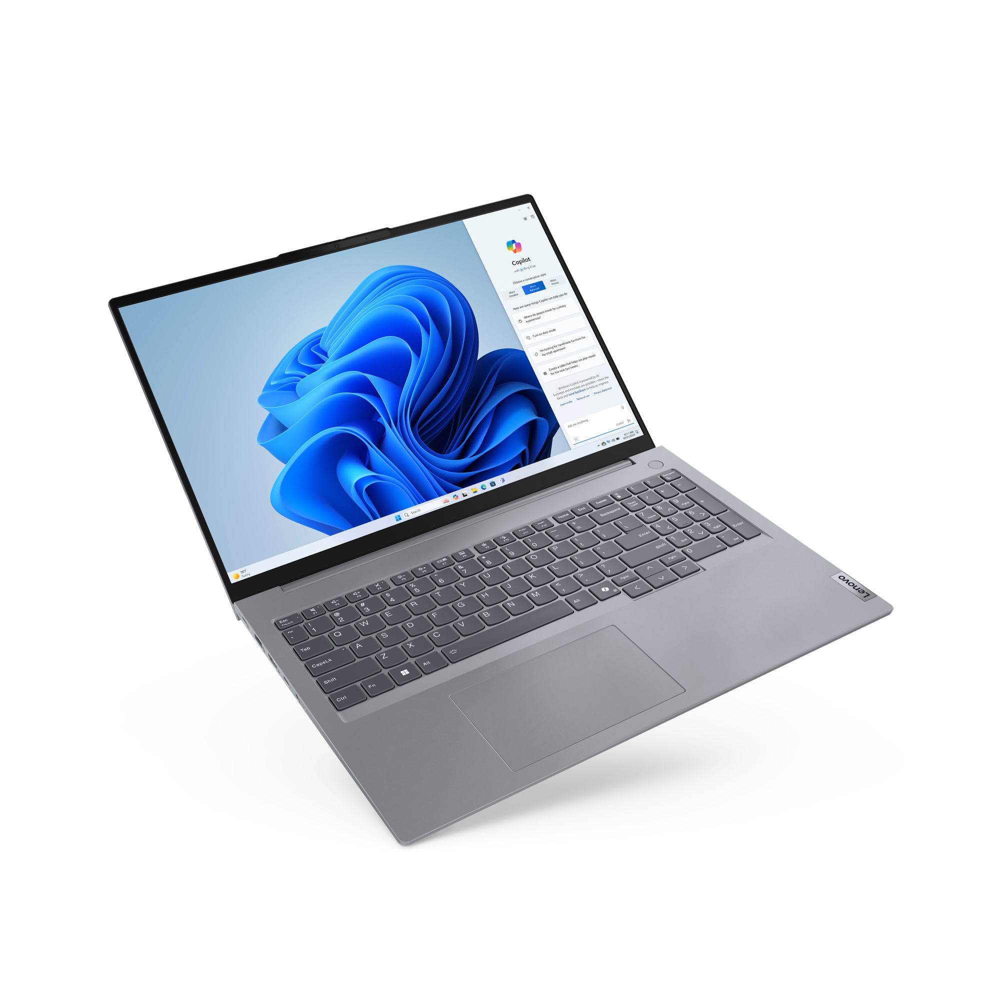 Copilot
with Bing Chat
Choose a conversation style
More Creative
More Balanced
More Precise
Here are some things Copilot can help you do
Where do people travel for culinary
experiences?
Turn on dark mode
I'm looking for handmade furniture for
my small apartment
Create a table that helps me plan meals
for the next two weeks
Windows Copilot is powered by AI.
Surprises and mistakes are possible—check the
facts and send feedback to help us improve.
Learn more Terms of use Privacy statement
Ask me anything...
0/4000
11:11 AM
Search
78°F
Sunny
Esc FnLock F1 F2 F3 F4 F5 F6 F7 F8 F9 F10 PrtSc F11 Insert F12 Home End Delete
~ ` ! 1 @ 2 # 3 $ 4 % 5 ^ 6 & 7 * 8 ( 9 ) 0 — - + = Backspace Num Lock / * -
Tab Q W E R T Y U I O P { [ } ] | \ 7 Home 8 9 PgUp +
CapsLk A S D F G H J K L : ; " ' Enter 4 5 6
Shift Z X C V B N M < , > . ? / Shift 1 End 2 3 PgDn Enter
Ctrl Fn Alt Alt PgUp PgDn 0 Ins . Del
Lenovo